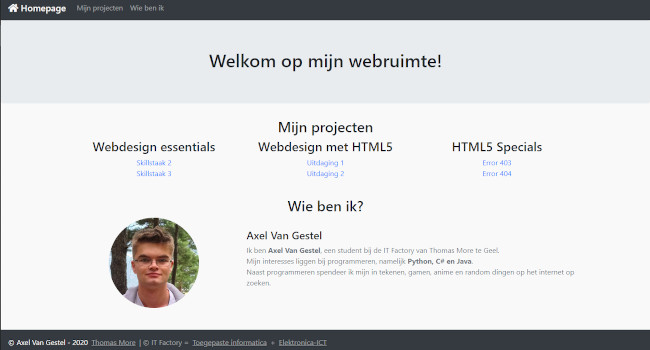 Homepage Mijn projecten Wie ben ik
Welkom op mijn webruimte!
Mijn projecten
Webdesign essentials Webdesign met HTML5 HTML5 Specials
Skillstaak 2 Uitdaging 1 Error 403
Skillstaak 3 Uitdaging 2 Error 404
Wie ben ik?
Axel Van Gestel
Ik ben Axel Van Gestel, een student bij de IT Factory van Thomas More te Geel.
Mijn interesses liggen bij programmeren, namelijk Python, C# en Java.
Naast programmeren spendeer ik mijn in tekenen, gamen, anime en random dingen op het internet op
zoeken.
© Axel Van Gestel - 2020 Thomas More | © IT Factory = Toegepaste informatica + Elektronica-ICT